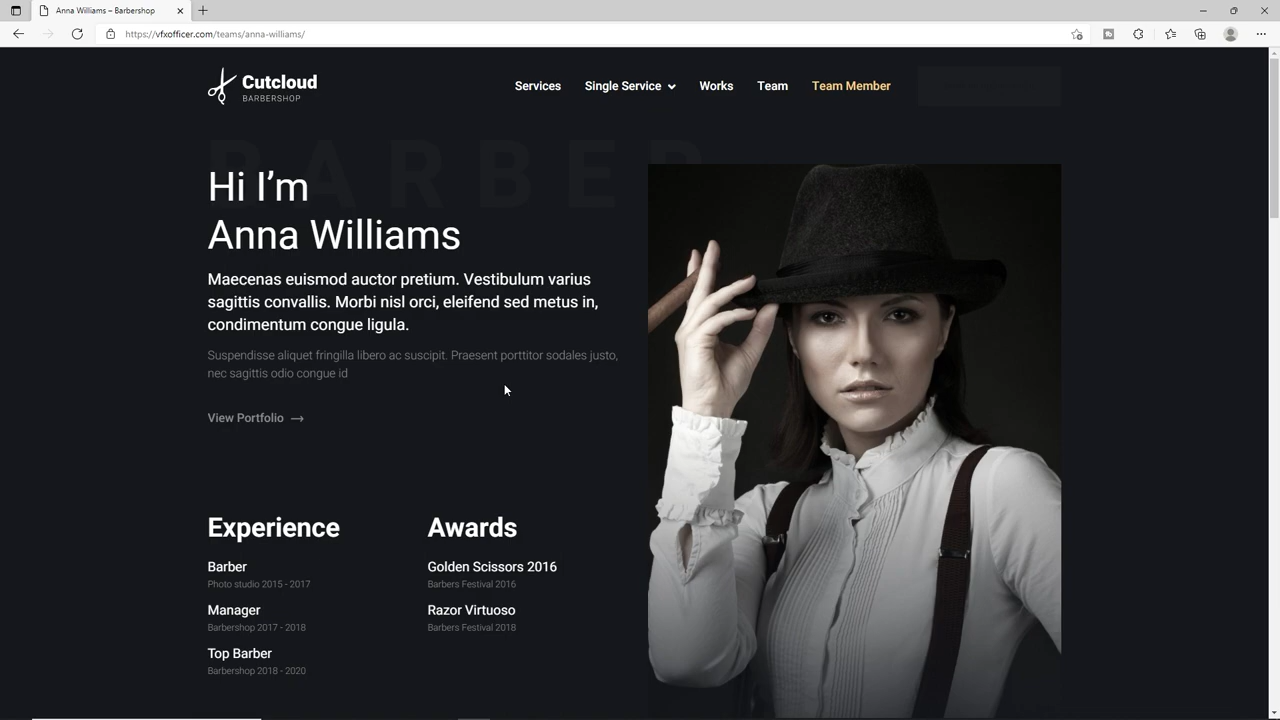 Anna Williams – Barbershop
https://vfxofficer.com/teams/anna-williams/
Cutcloud
BARBERSHOP
Services
Single Service
Works
Team
Team Member
BARBER
Hi I'm
Anna Williams
Maecenas euismod auctor pretium. Vestibulum varius
sagittis convallis. Morbi nisl orci, eleifend sed metus in,
condimentum congue ligula.
Suspendisse aliquet fringilla libero ac suscipit. Praesent porttitor sodales justo,
nec sagittis odio congue id
View Portfolio →
Experience
Barber
Photo studio 2015 - 2017
Manager
Barbershop 2017 - 2018
Top Barber
Barbershop 2018 - 2020
Awards
Golden Scissors 2016
Barbers Festival 2016
Razor Virtuoso
Barbers Festival 2018